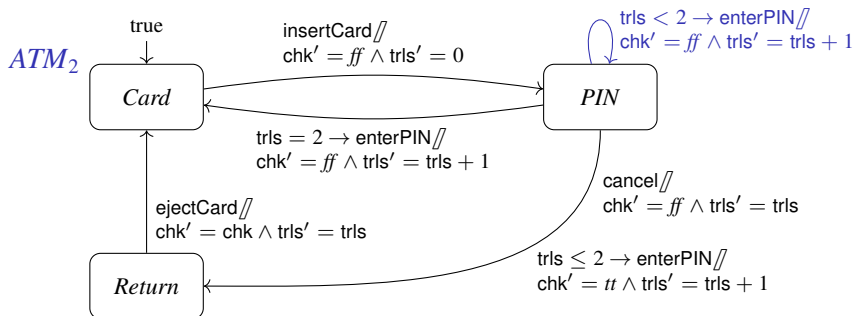 true
insertCard⫽
chk′ = ff ∧ trls′ = 0
trls < 2 → enterPIN⫽
chk′ = ff ∧ trls′ = trls + 1
ATM₂
Card
PIN
trls = 2 → enterPIN⫽
chk′ = ff ∧ trls′ = trls + 1
cancel⫽
chk′ = ff ∧ trls′ = trls
ejectCard⫽
chk′ = chk ∧ trls′ = trls
trls ≤ 2 → enterPIN⫽
chk′ = tt ∧ trls′ = trls + 1
Return